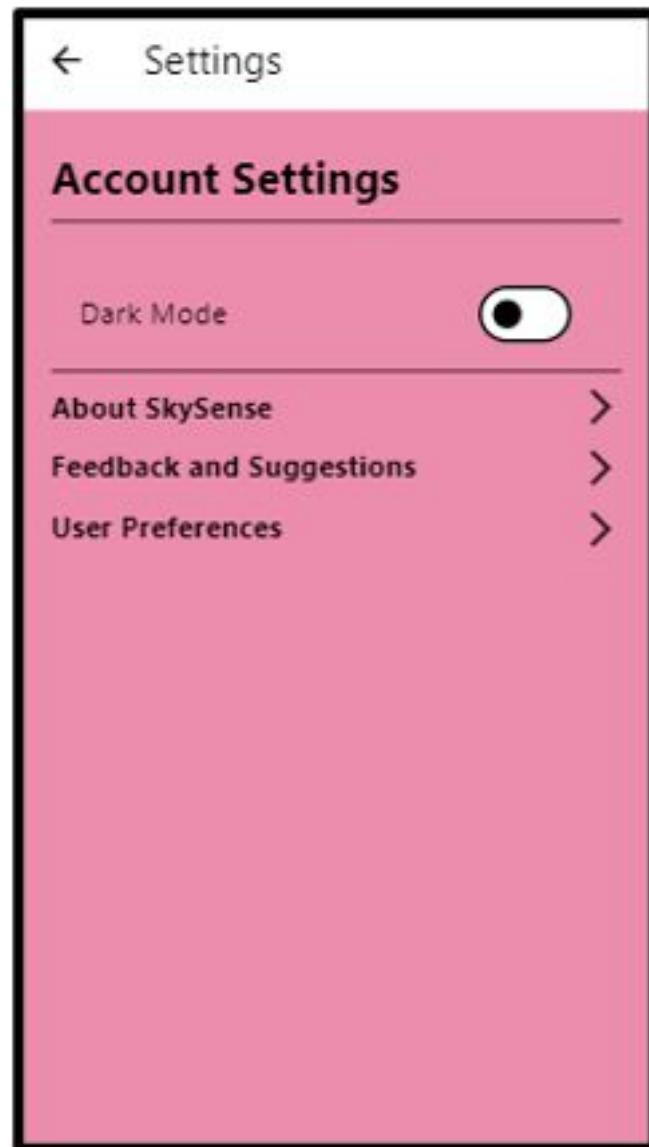 Settings
Account Settings
Dark Mode
About SkySense
Feedback and Suggestions
User Preferences